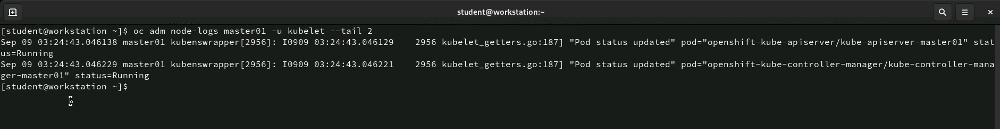 student@workstation:~
[student@workstation ~]$ oc adm node-logs master01 -u kubelet --tail 2
Sep 09 03:24:43.046138 master01 kubenswrapper[2956]: I0909 03:24:43.046129    2956 kubelet_getters.go:187] "Pod status updated" pod="openshift-kube-apiserver/kube-apiserver-master01" stat
us=Running
Sep 09 03:24:43.046229 master01 kubenswrapper[2956]: I0909 03:24:43.046221    2956 kubelet_getters.go:187] "Pod status updated" pod="openshift-kube-controller-manager/kube-controller-mana
ger-master01" status=Running
[student@workstation ~]$